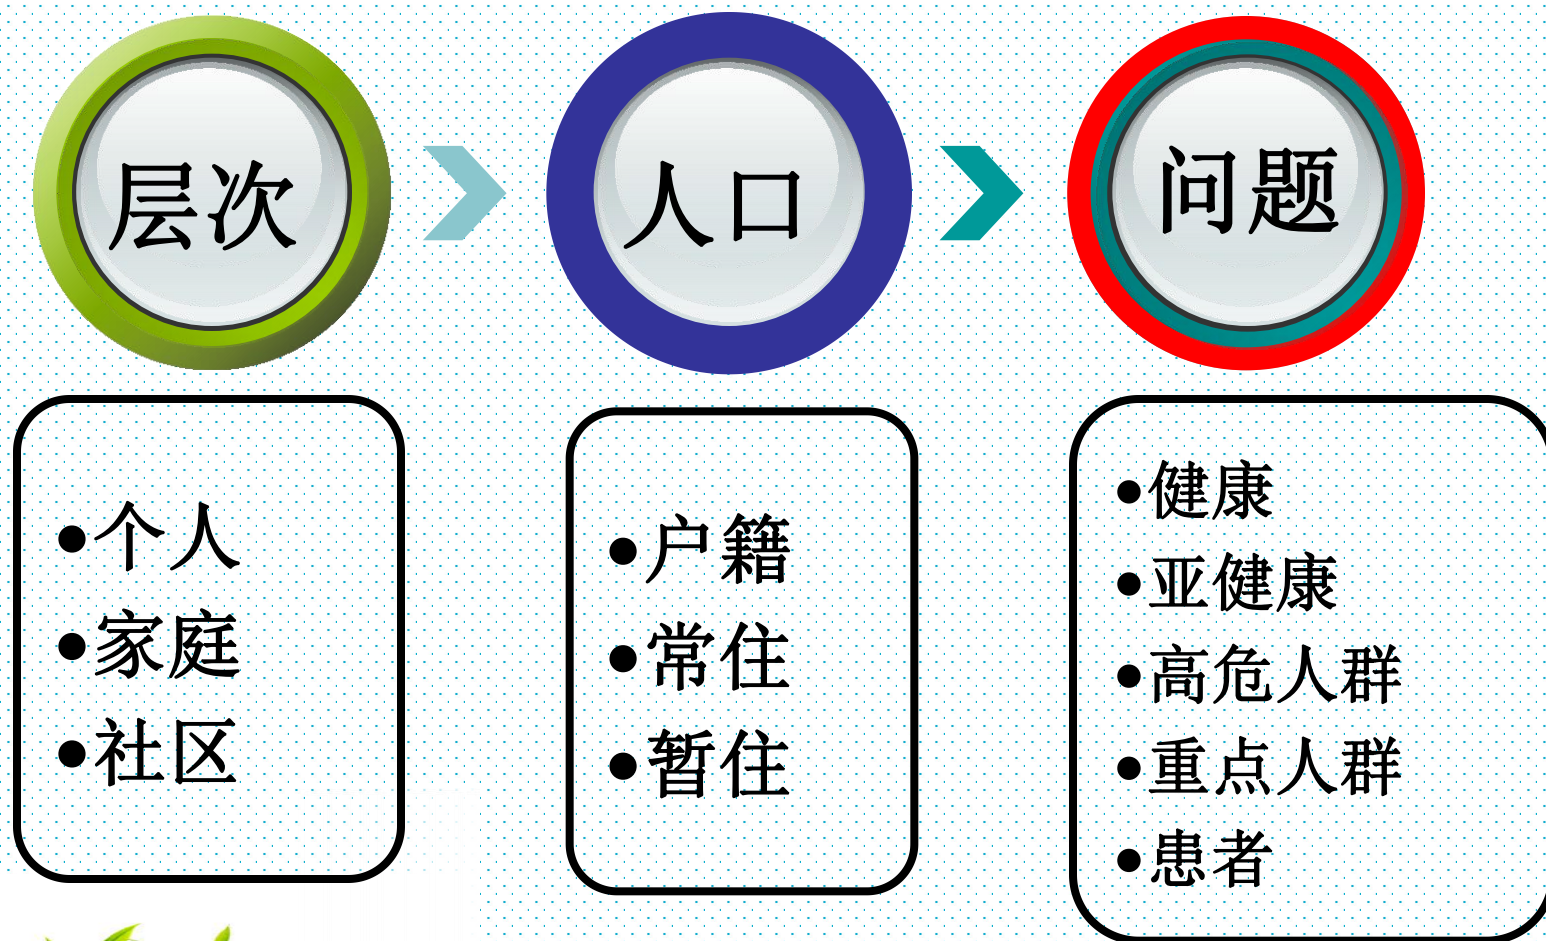 层次
人口
问题
•个人
•家庭
•社区
•户籍
•常住
•暂住
•健康
•亚健康
•高危人群
•重点人群
•患者